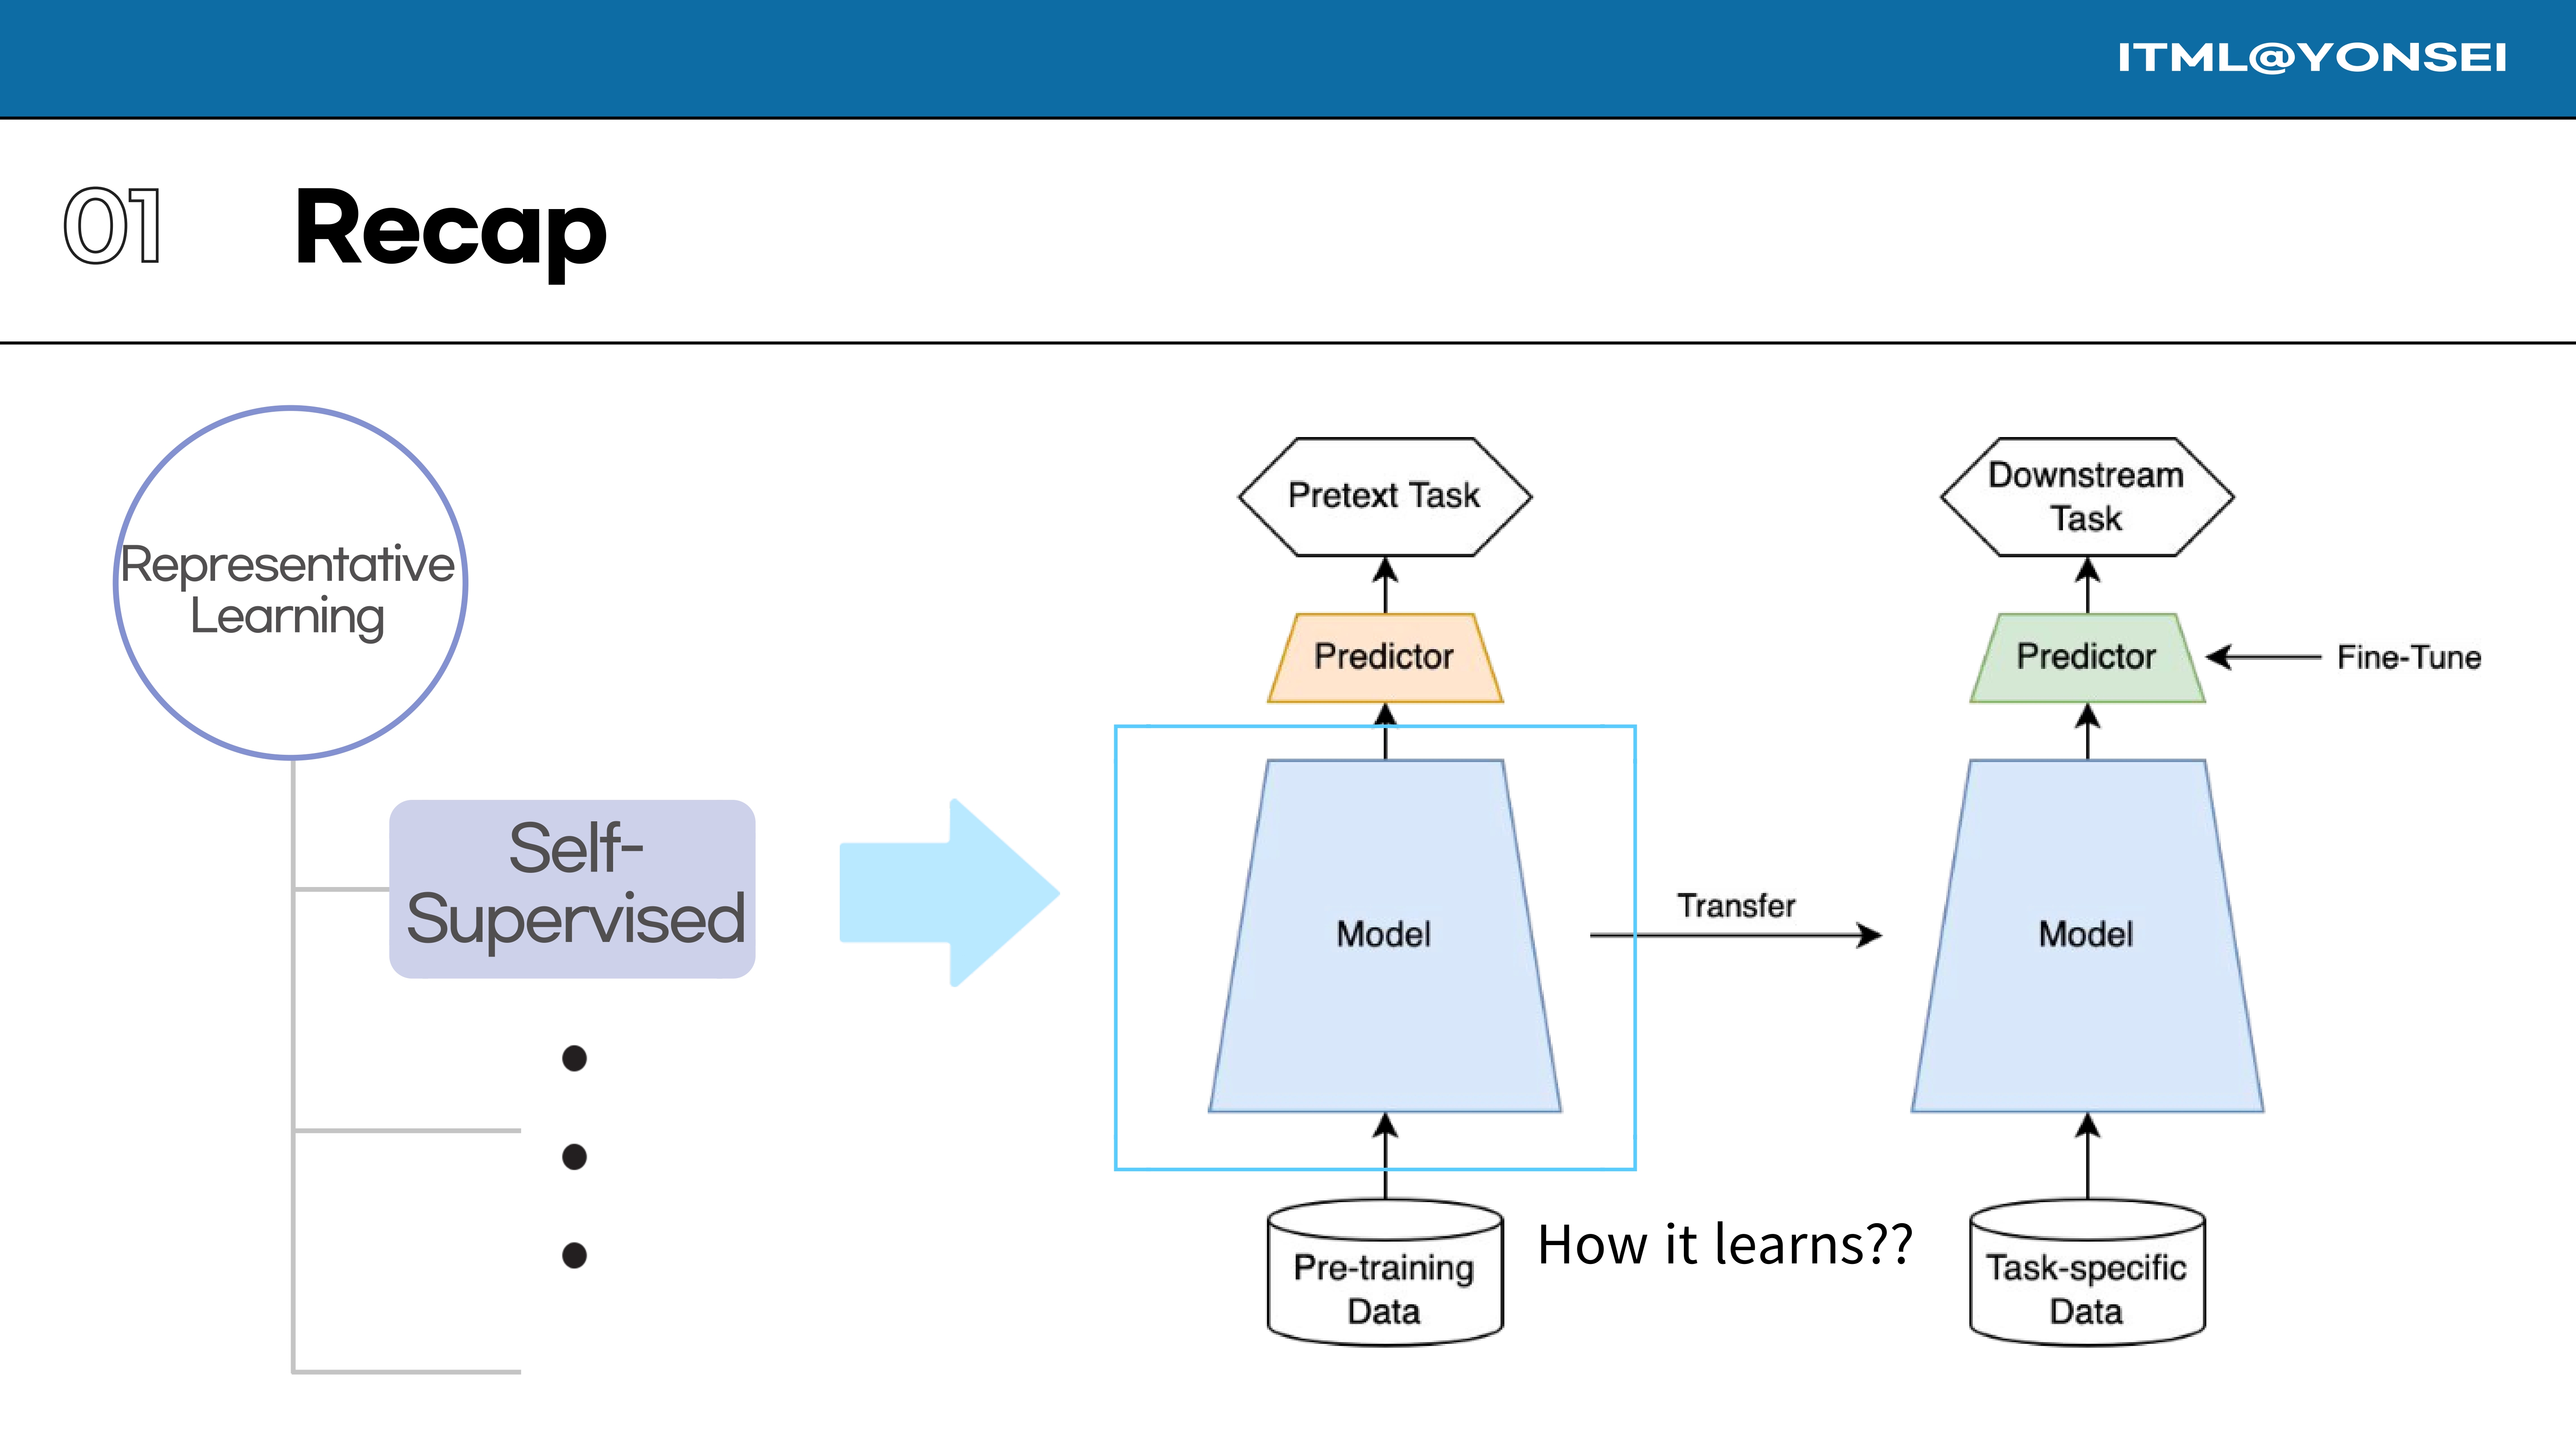 ITML@YONSEI
01 Recap
Representative
Learning
Self-
Supervised
Pretext Task
Predictor
Model
Pre-training
Data
How it learns??
Transfer
Downstream
Task
Predictor
Fine-Tune
Model
Task-specific
Data